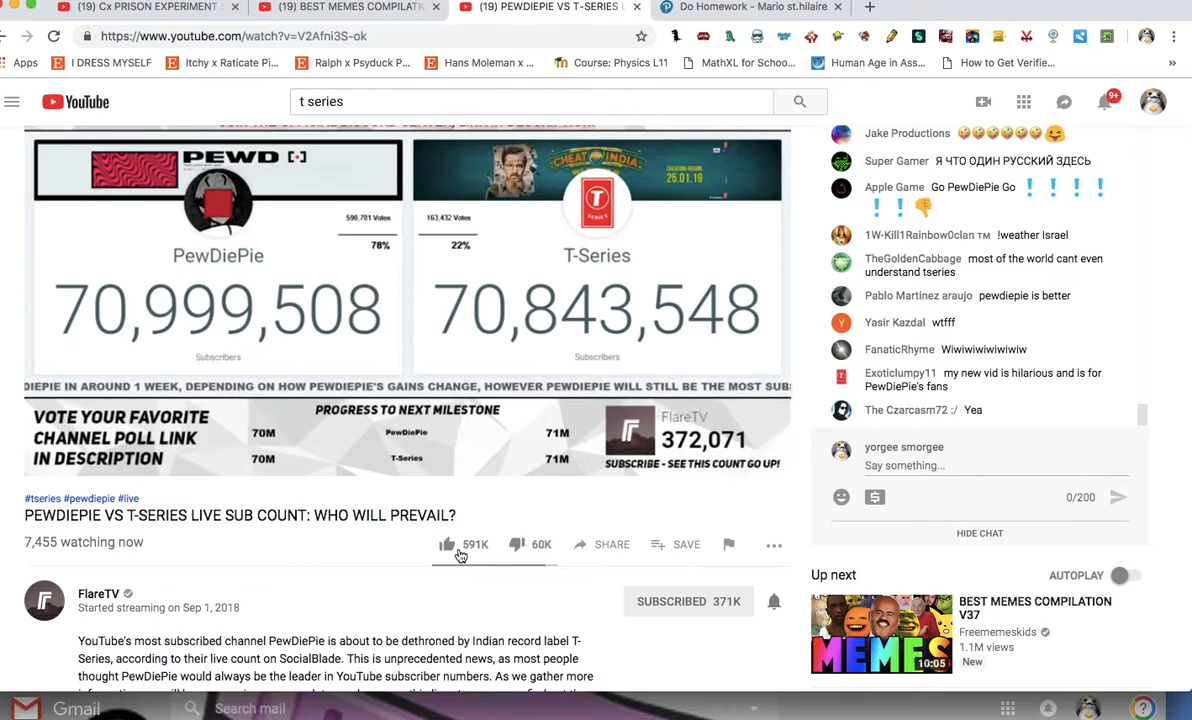 (19) Cx PRISON EXPERIMENT
(19) BEST MEMES COMPILAT
(19) PEWDIEPIE VS T-SERIES L
Do Homework - Mario st.hilaire
https://www.youtube.com/watch?v=V2Afni3S-ok
Apps
I DRESS MYSELF
Itchy x Raticate Pi...
Ralph x Psyduck P...
Hans Moleman x ...
Course: Physics L11
MathXL for Schoo...
Human Age in Ass...
How to Get Verifie...
YouTube
t series
9+
PEWD
590,781 Votes
78%
PewDiePie
70,999,508
Subscribers
CHEAT INDIA
25.01.19
163,432 Votes
22%
T SERIES
T-Series
70,843,548
Subscribers
DIEPIE IN AROUND 1 WEEK, DEPENDING ON HOW PEWDIEPIE'S GAINS CHANGE, HOWEVER PEWDIEPIE WILL STILL BE THE MOST SUB
VOTE YOUR FAVORITE
CHANNEL POLL LINK
IN DESCRIPTION
PROGRESS TO NEXT MILESTONE
70M PewDiePie 71M
70M T-Series 71M
FlareTV
372,071
SUBSCRIBE - SEE THIS COUNT GO UP!
#tseries #pewdiepie #live
PEWDIEPIE VS T-SERIES LIVE SUB COUNT: WHO WILL PREVAIL?
7,455 watching now
591K
60K
SHARE
SAVE
FlareTV
Started streaming on Sep 1, 2018
SUBSCRIBED 371K
YouTube's most subscribed channel PewDiePie is about to be dethroned by Indian record label T-
Series, according to their live count on SocialBlade. This is unprecedented news, as most people
thought PewDiePie would always be the leader in YouTube subscriber numbers. As we gather more
Jake Productions 🤪🤪🤪🤪🤪🤪😜
Super Gamer Я ЧТО ОДИН РУССКИЙ ЗДЕСЬ
Apple Game Go PewDiePie Go ❗ ❗ ❗ ❗
❗ ❗ 👎
1W-Kill1Rainbow0clan ™ !weather Israel
TheGoldenCabbage most of the world cant even
understand tseries
Pablo Martinez araujo pewdiepie is better
Yasir Kazdal wtfff
FanaticRhyme Wiwiwiwiwiwiw
Exoticlumpy11 my new vid is hilarious and is for
PewDiePie's fans
The Czarcasm72 :/ Yea
yorgee smorgee
Say something...
0/200
HIDE CHAT
Up next
AUTOPLAY
MEMES
10:05
BEST MEMES COMPILATION
V37
Freememeskids
1.1M views
New
Gmail
Search mail